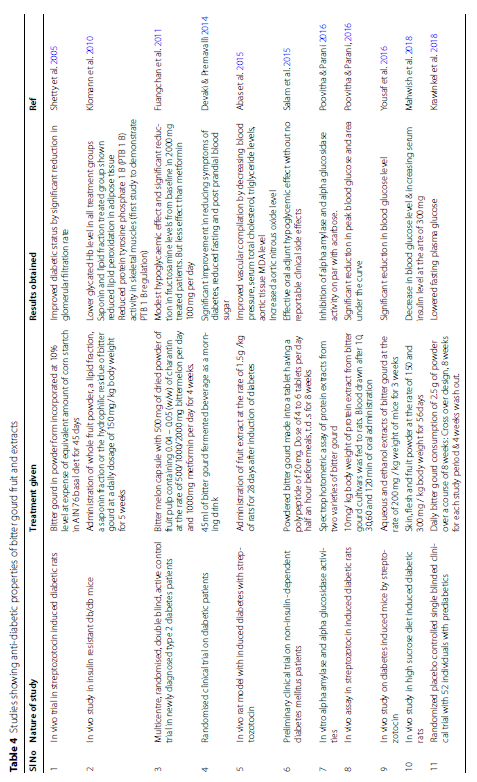 Table 4 Studies showing anti-diabetic properties of bitter gourd fruit and extracts
Sl No Nature of study Treatment given Results obtained Ref
1 In vivo trial in streptozotocin induced diabetic rats Bitter gourd in powder form incorporated at 10% Improved diabetic status by significant reduction in Shetty et al. 2005
level at expense of equivalent amount of corn starch glomerular filtration rate
in AIN 76 basal diet for 45 days
2 In vivo study in insulin resistant db/db mice Administration of whole fruit powder, a lipid fraction, Lower glycated Hb level in all treatment groups Klomann et al. 2010
a saponin fraction of the hydrophilic residue of bitter Saponin and lipid fraction treated group shown
gourd at a daily dosage of 150 mg/ kg body weight reduced lipid peroxidation in adipose tissue
for 5 weeks Reduced protein tyrosine phosphate 1 B (PTB 1 B)
activity in skeletal muscles (first study to demonstrate
PTB 1 B regulation)
3 Multicentre, randomised, double blind, active control Bitter melon capsule with 500 mg of dried powder of Modest hypoglycaemic effect and significant reduc- Fuangchan et al. 2011
trial in newly diagnosed type 2 diabetes patients fruit pulp containing 0.04 – 0.05 (w/w) of charantin tion in fructosamine levels from baseline in 2000 mg
at the rate of 500/1000/2000 mg bittermelon per day treated patients. But less effect than metformin
and 1000mg metformin per day for 4 weeks. 1000 mg per day
4 Randomised clinical trial on diabetic patients 45 ml of bitter gourd fermented beverage as a morn- Significant improvement in reducing symptoms of Devaki & Premavalli 2014
ing drink diabetes, reduced fasting and post prandial blood
sugar
5 In vivo rat model with induced diabetes with strep- Administration of fruit extract at the rate of 1.5g /kg Improves vascular compilation by decreasing blood Abas et al. 2015
tozotocin of rats for 28 days after induction of diabetes pressure, serum total cholesterol, triglyceride levels,
aortic tissue MDA level
Increased aortic nitrous oxide level
6 Preliminary clinical trial on non-insulin-dependent Powdered bitter gourd made into a tablet having a Effective oral adjunt hypoglycemic effect without no Salam et al. 2015
diabetes mellitus patients polypeptide of 20 mg. Dose of 4 to 6 tablets per day reportable clinical side effects
half an hour before meals, t.d.s for 8 weeks
7 In vitro alpha amylase and alpha glucosidase activi- Spectrophotometric assay of protein extracts from Inhibition of alpha amylase and alpha glucosidase Poovitha & Parani 2016
ties two varieties of bitter gourd activity on par with acarbose.
8 In vivo assay in streptozotocin induced diabetic rats 10 mg/ kg body weight of protein extract from bitter Significant reduction in peak blood glucose and area Poovitha & Parani, 2016
gourd cultivars was fed to rats. Blood drawn after 10, under the curve
30, 60 and 120 min of oral administration
9 In vivo study on diabetes induced mice by strepto- Aqueous and ethanol extracts of bitter gourd at the Significant reduction in blood glucose level Yousaf et al. 2016
zotocin rate of 200 mg / kg weight of mice for 3 weeks
10 In vivo study in high sucrose diet induced diabetic Skin, flesh and fruit powder at the rate of 150 and Decrease in blood glucose level & increasing serum Mahwish et al. 2018
rats 300 mg / kg body weight for 56 days. insulin level at the arte of 300 mg
11 Randomized placebo controlled single blinded clini- Daily bitter gourd consumption of 2.5 g of powder Lowered fasting plasma glucose Krawinkel et al. 2018
cal trial with 52 individuals with prediabetics over a course of 8 weeks: Cross over design, 8 weeks
for each study period & 4 weeks wash out.